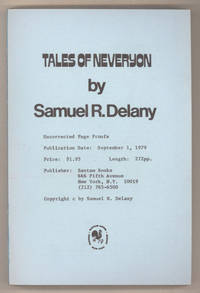 TALES OF NEVERYON
by
Samuel R. Delany
Uncorrected Page Proofs
Publication Date: September 1, 1979
Price: $1.95 Length: 272pp.
Publisher: Bantam Books
666 Fifth Avenue
New York, N.Y. 10019
(212) 765-6500
Copyright c by Samuel R. Delany